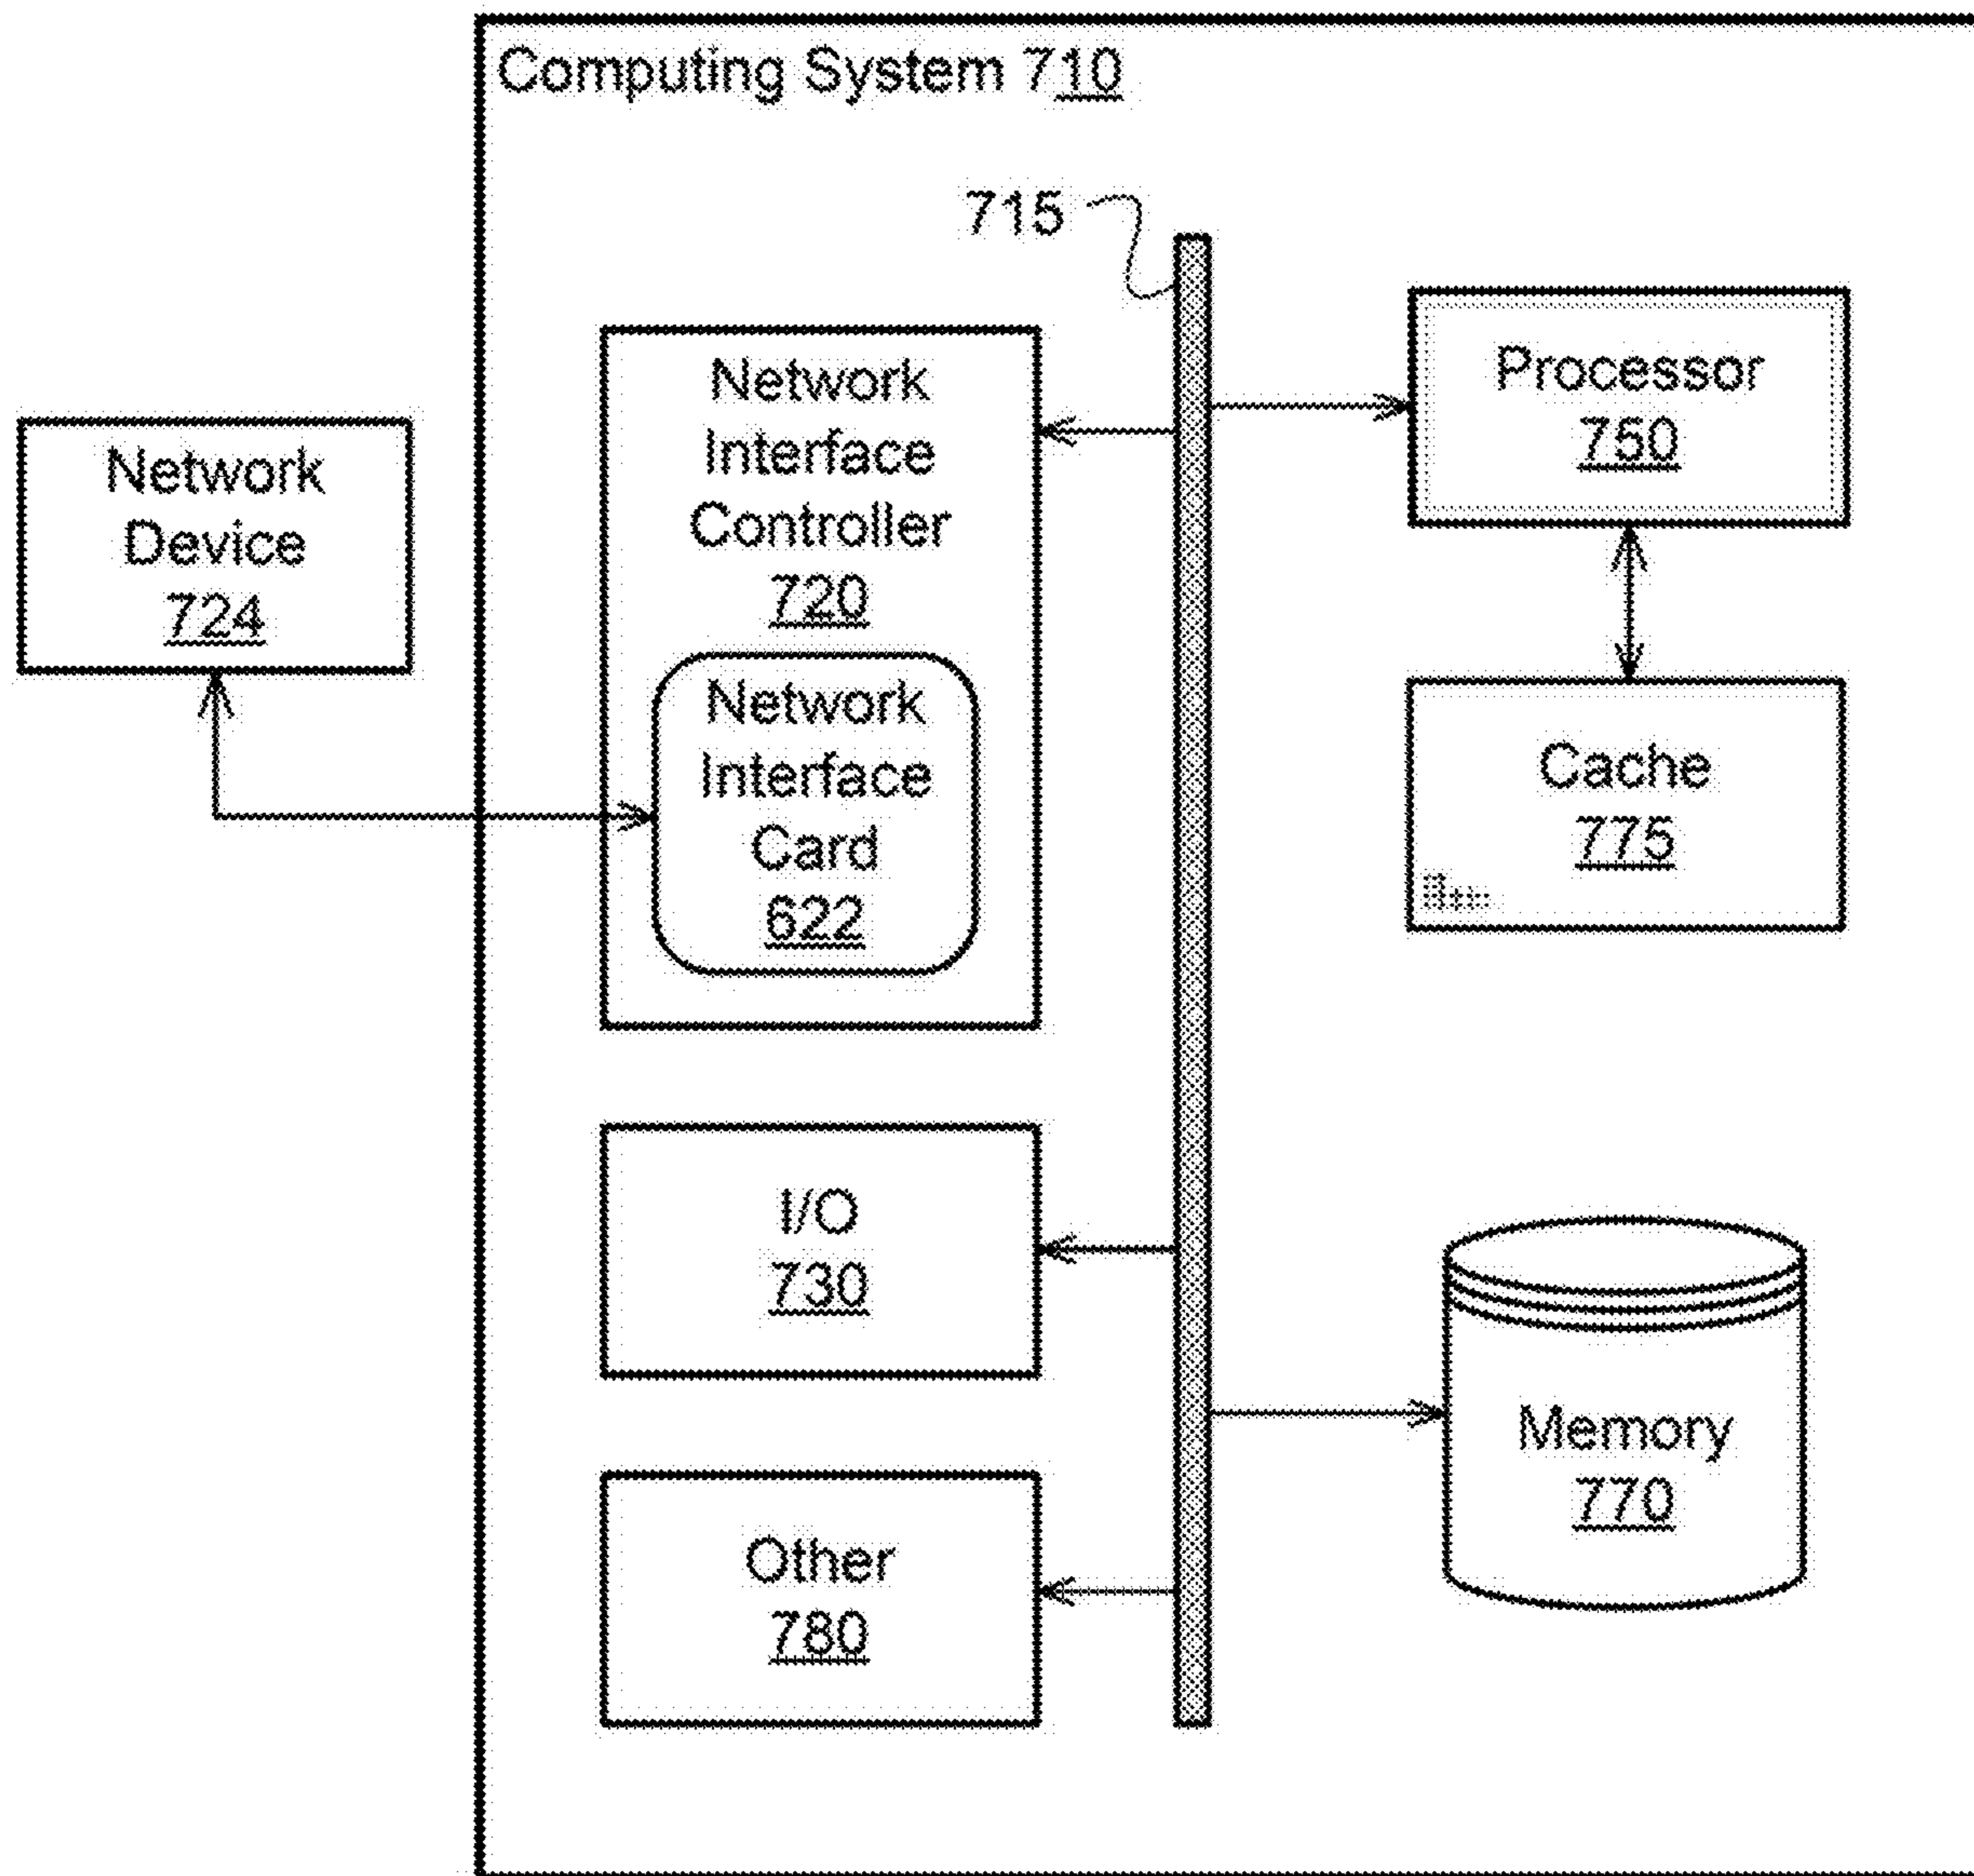 Computing System 710
715
Network
Interface
Controller
720
Network
Interface
Card
622
Network
Device
724
Processor
750
Cache
775
I/O
730
Memory
770
Other
780